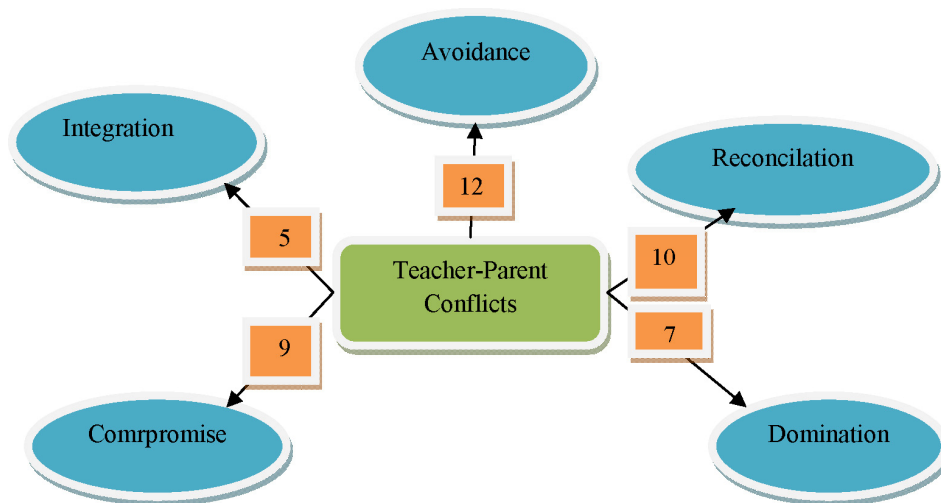 Avoidance
Integration
Reconcilation
12
5
10
Teacher-Parent
Conflicts
9
7
Comrpromise
Domination